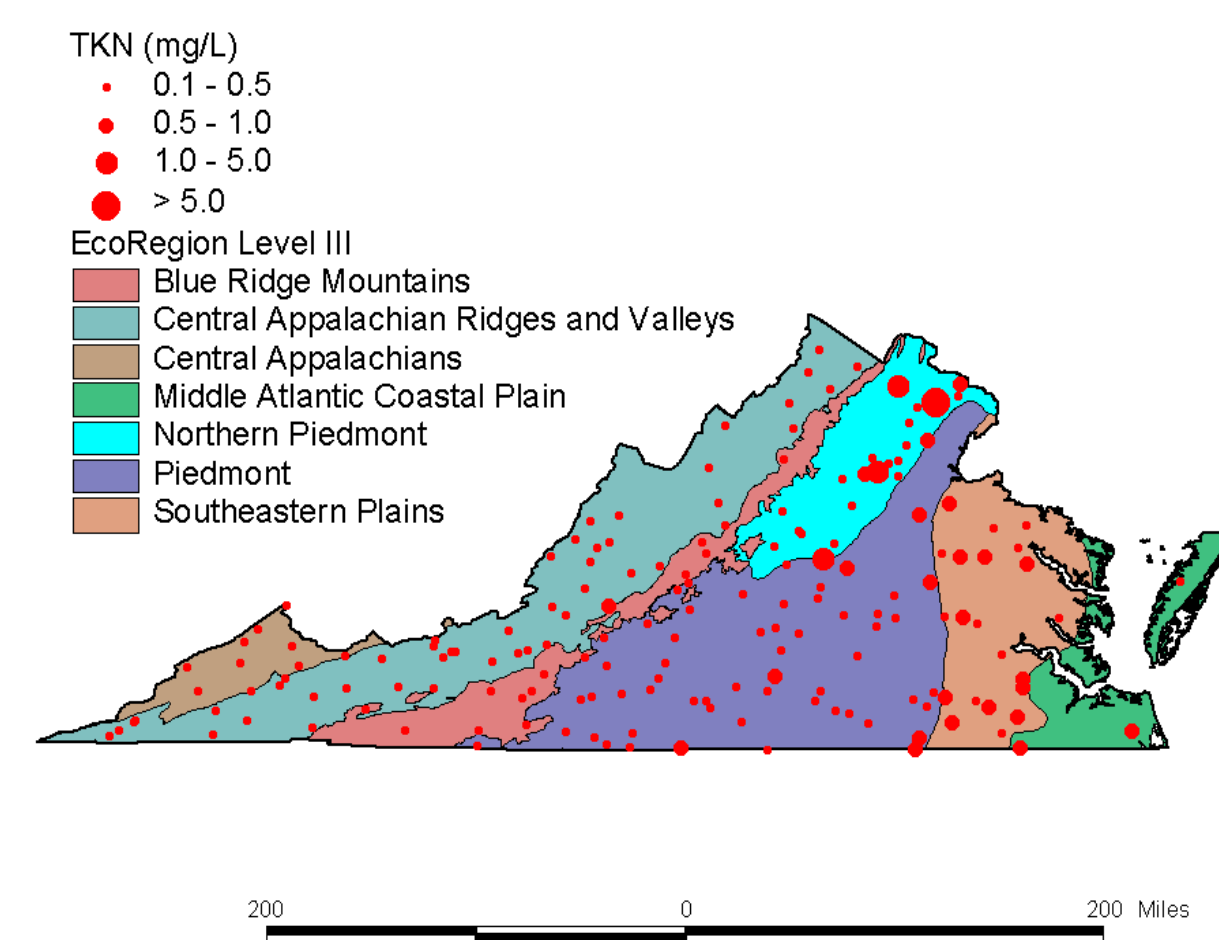 TKN (mg/L)
0.1 - 0.5
0.5 - 1.0
1.0 - 5.0
> 5.0
EcoRegion Level III
Blue Ridge Mountains
Central Appalachian Ridges and Valleys
Central Appalachians
Middle Atlantic Coastal Plain
Northern Piedmont
Piedmont
Southeastern Plains
200 0 200 Miles